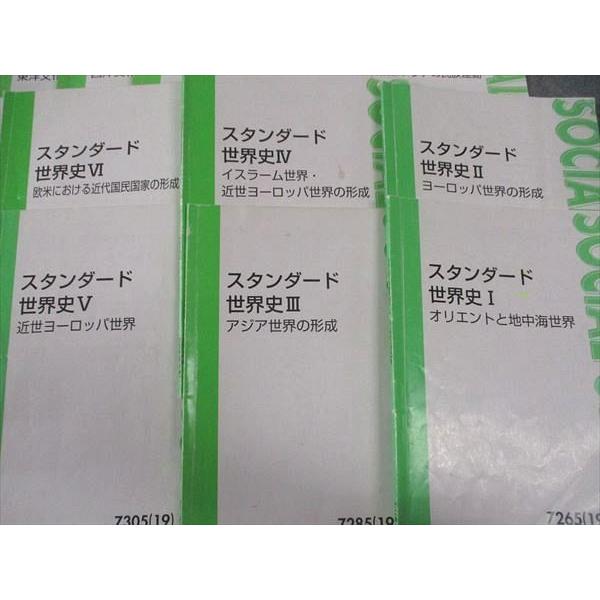 スタンダード
世界史Ⅵ
欧米における近代国民国家の形成
スタンダード
世界史Ⅳ
イスラーム世界・
近世ヨーロッパ世界の形成
スタンダード
世界史Ⅱ
ヨーロッパ世界の形成
SOCIAL
SOCIAL
スタンダード
世界史Ⅴ
近世ヨーロッパ世界
7305(19)
スタンダード
世界史Ⅲ
アジア世界の形成
7285(19
スタンダード
世界史Ⅰ
オリエントと地中海世界
7265(19